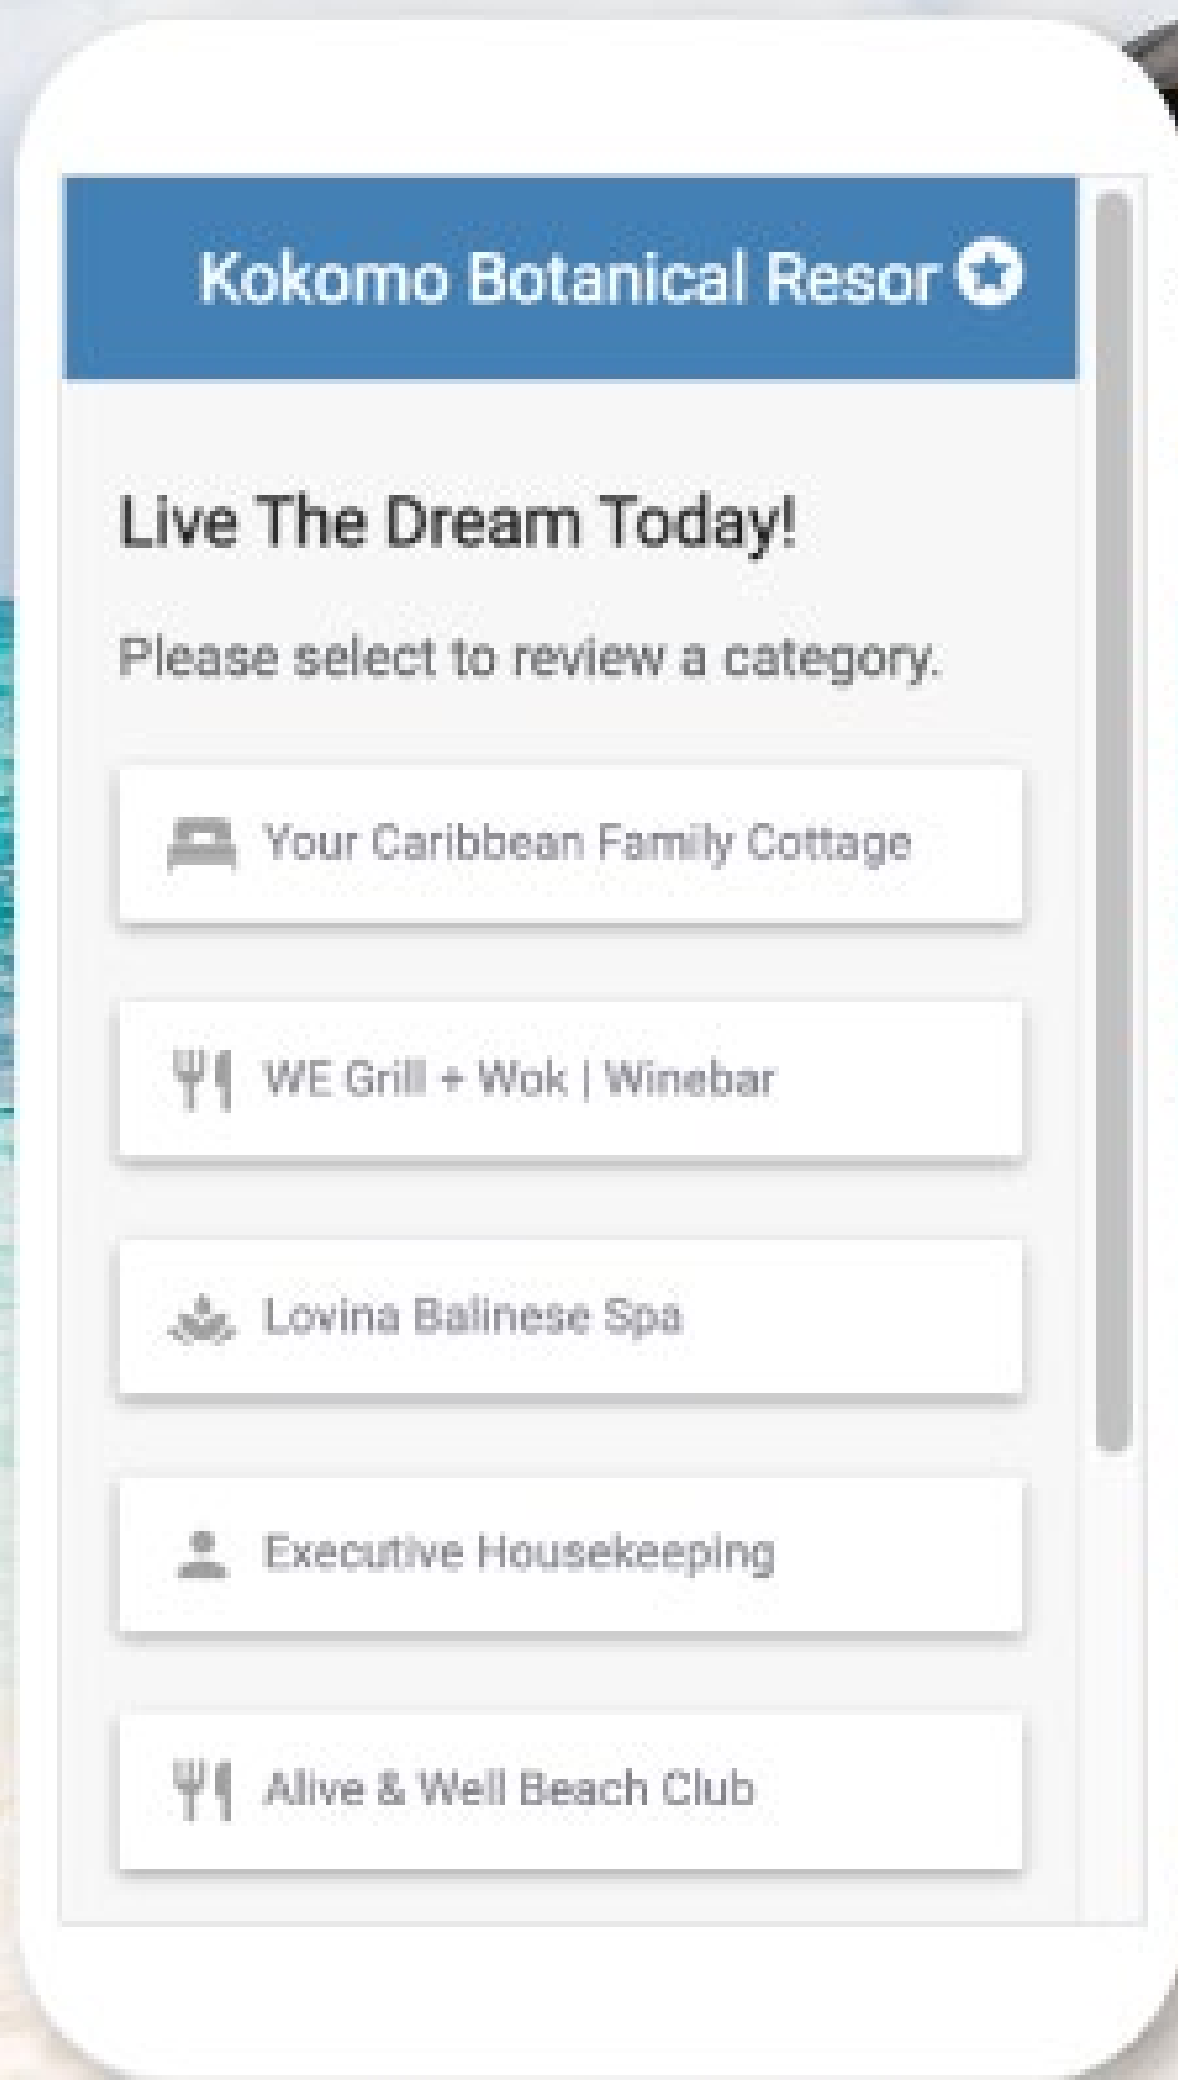 Kokomo Botanical Resor
Live The Dream Today!
Please select to review a category.
Your Caribbean Family Cottage
WE Grill + Wok | Winebar
Lovina Balinese Spa
Executive Housekeeping
Alive & Well Beach Club